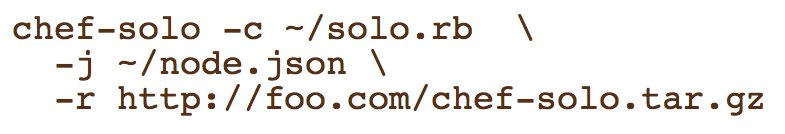 chef-solo -c ~/solo.rb  \
  -j ~/node.json \
  -r http://foo.com/chef-solo.tar.gz